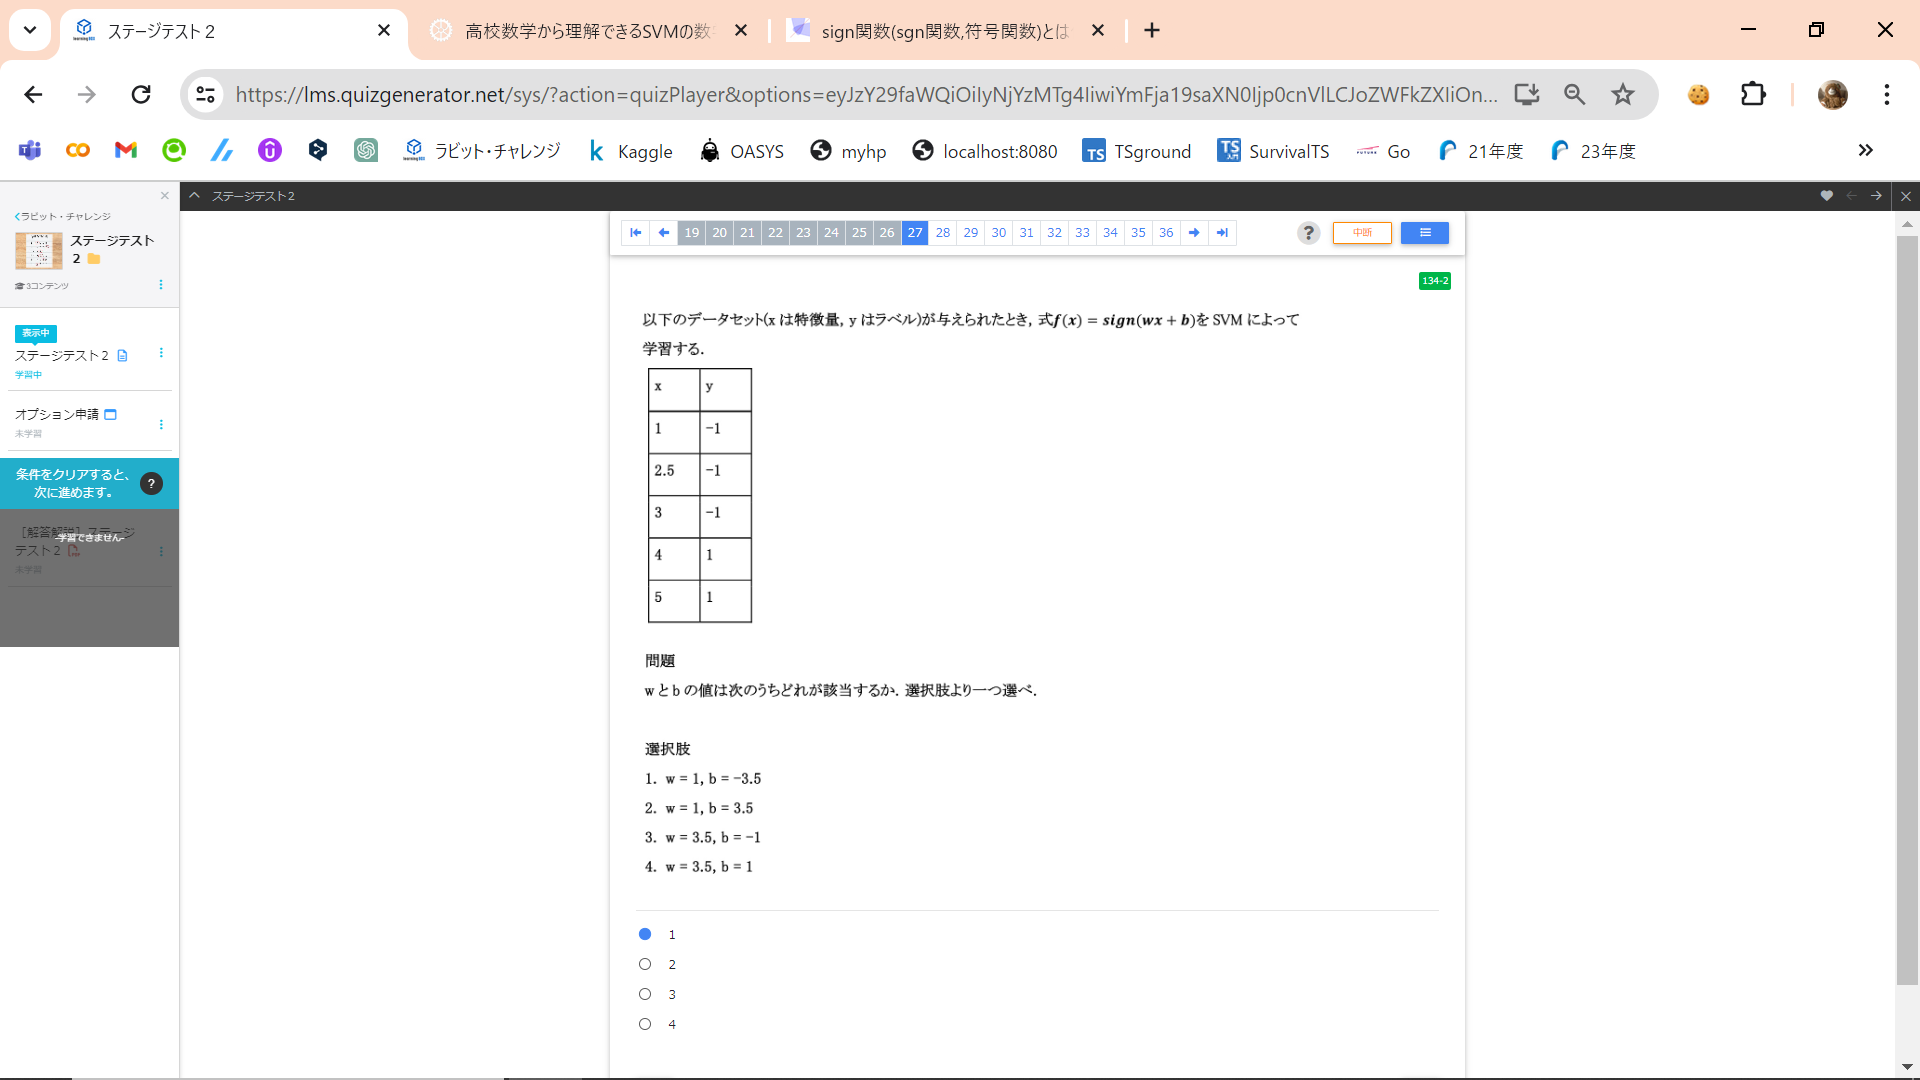 ステージテスト 2
高校数学から理解できるSVMの数
sign関数(sgn関数,符号関数)とは
https://lms.quizgenerator.net/sys/?action=quizPlayer&options=eyJzY29faWQiOiIyNjYzMTg4IiwiYmFja19saXN0Ijp0cnVlLCJoZWFkZXIiOn...
ラビット・チャレンジ
Kaggle
OASYS
myhp
localhost:8080
TSground
SurvivalTS
Go
21年度
23年度
ステージテスト2
ラビット・チャレンジ
ステージテスト
2
3コンテンツ
表示中
ステージテスト2
学習中
オプション申請
未学習
条件をクリアすると、
次に進めます。
?
[解答解説] ステージ
テスト2
-学習できません-
未学習
19 20 21 22 23 24 25 26 27 28 29 30 31 32 33 34 35 36
?
中断
134-2
以下のデータセット(x は特徴量, y はラベル)が与えられたとき, 式f(x) = sign(wx + b)を SVM によって
学習する.
x y
1 -1
2.5 -1
3 -1
4 1
5 1
問題
w と b の値は次のうちどれが該当するか. 選択肢より一つ選べ.
選択肢
1. w = 1, b = -3.5
2. w = 1, b = 3.5
3. w = 3.5, b = -1
4. w = 3.5, b = 1
1
2
3
4